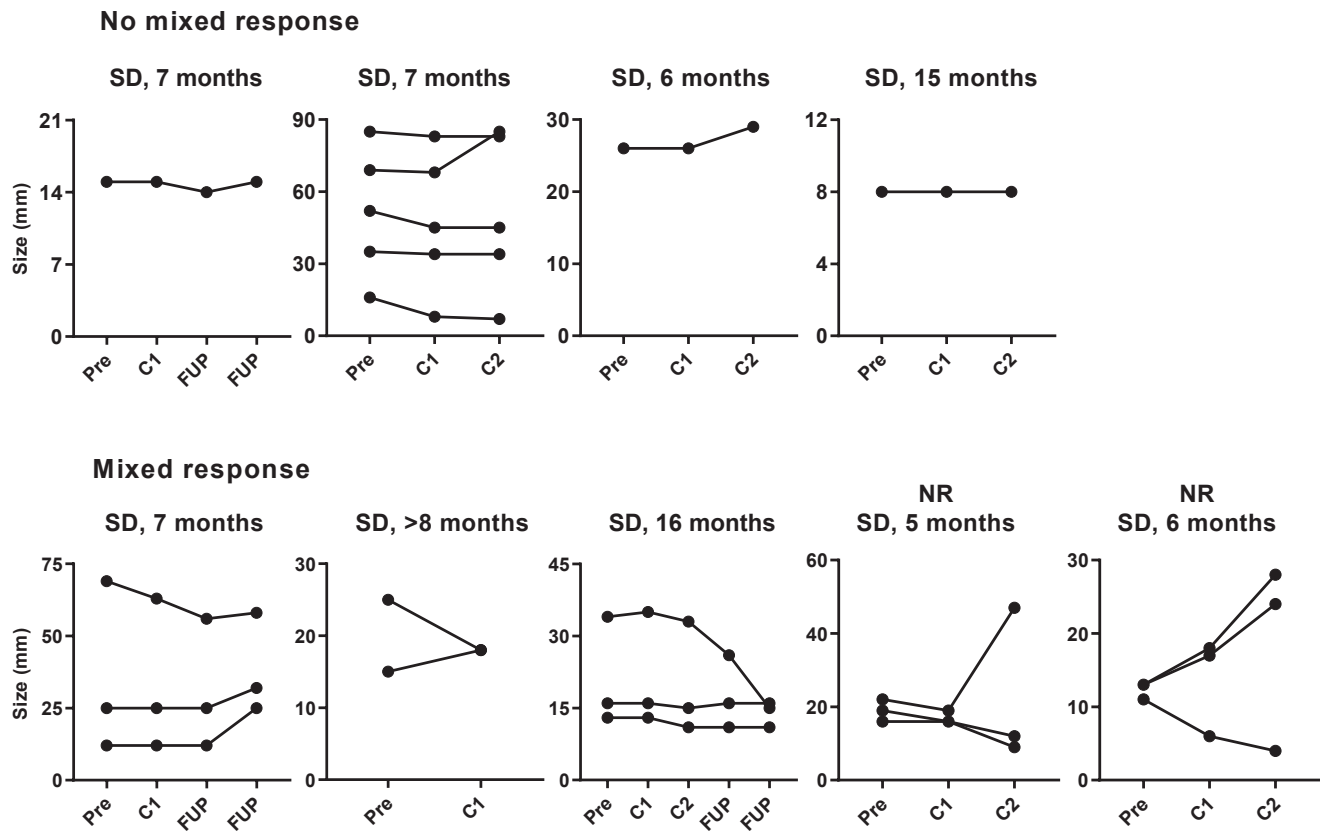 No mixed response
SD, 7 months
SD, 7 months
SD, 6 months
SD, 15 months
Size (mm)
21
14
7
0
Pre
C1
FUP
FUP
90
60
30
0
Pre
C1
C2
30
20
10
0
Pre
C1
C2
12
8
4
0
Pre
C1
C2
Mixed response
SD, 7 months
SD, >8 months
SD, 16 months
NR
SD, 5 months
NR
SD, 6 months
Size (mm)
75
50
25
0
Pre
C1
FUP
FUP
30
20
10
0
Pre
C1
45
30
15
0
Pre
C1
C2
FUP
FUP
60
40
20
0
Pre
C1
C2
30
20
10
0
Pre
C1
C2